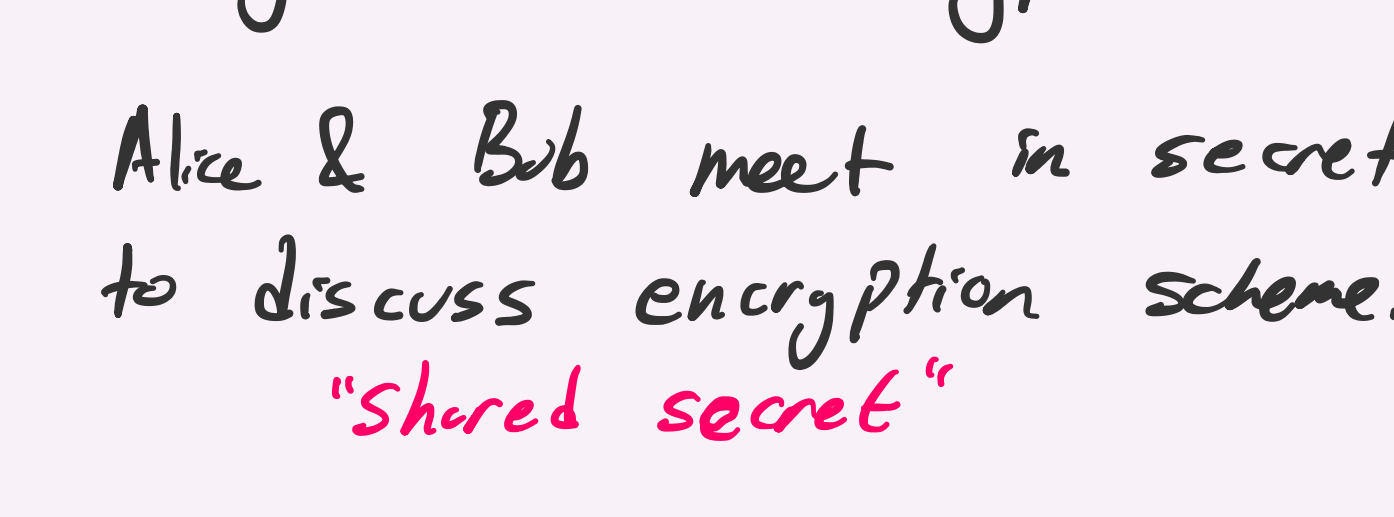 Alice & Bob meet in secret
to discuss encryption scheme.
"Shared secret"